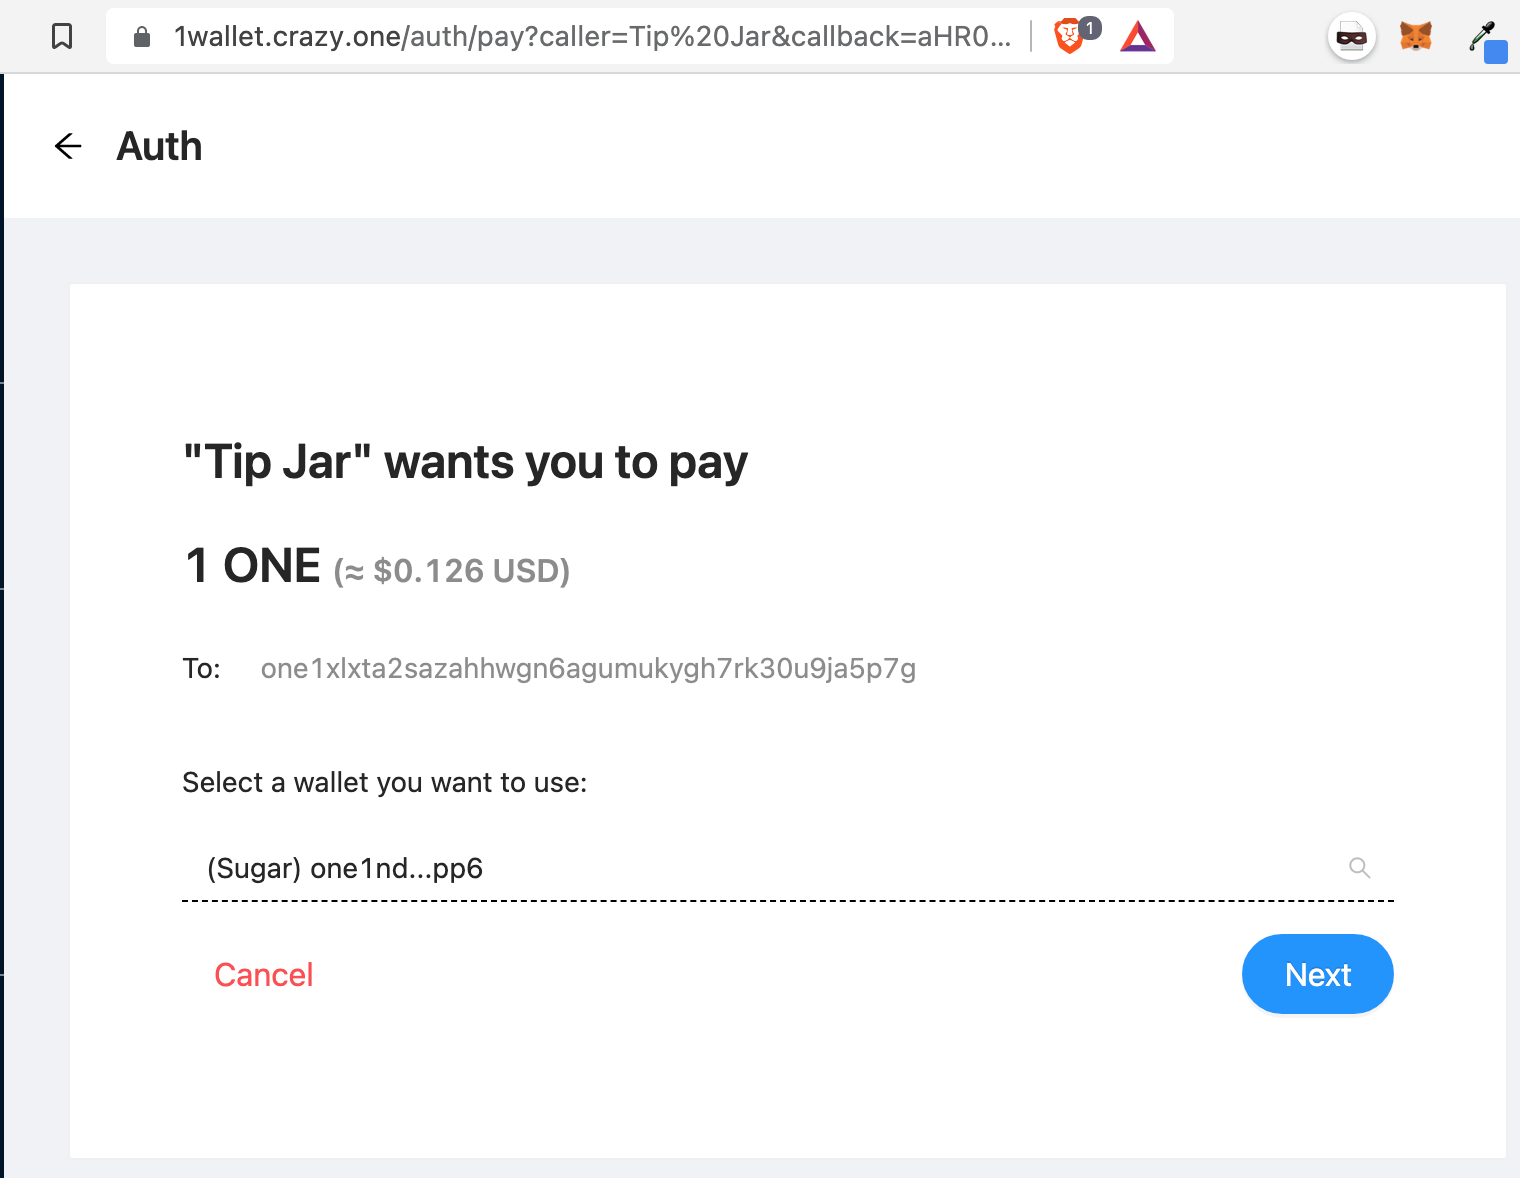 1wallet.crazy.one/auth/pay?caller=Tip%20Jar&callback=aHR0...
1
Auth
"Tip Jar" wants you to pay
1 ONE (≈ $0.126 USD)
To: one1xlxta2sazahhwgn6agumukygh7rk30u9ja5p7g
Select a wallet you want to use:
(Sugar) one1nd...pp6
Cancel
Next